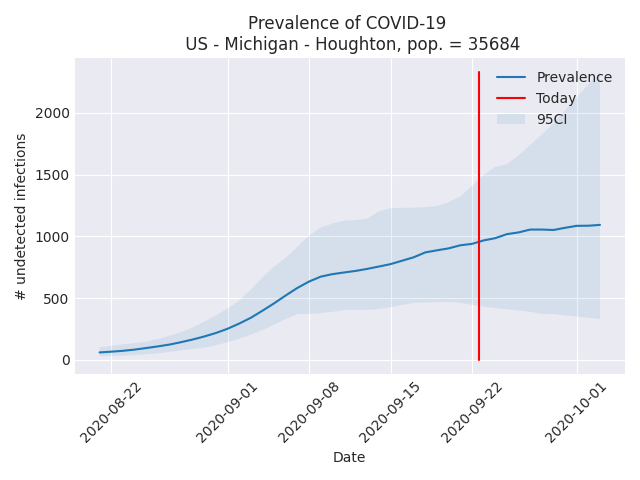 Prevalence of COVID-19
US - Michigan - Houghton, pop. = 35684
Prevalence
Today
95CI
# undetected infections
2000
1500
1000
500
0
2020-08-22
2020-09-01
2020-09-08
2020-09-15
2020-09-22
2020-10-01
Date